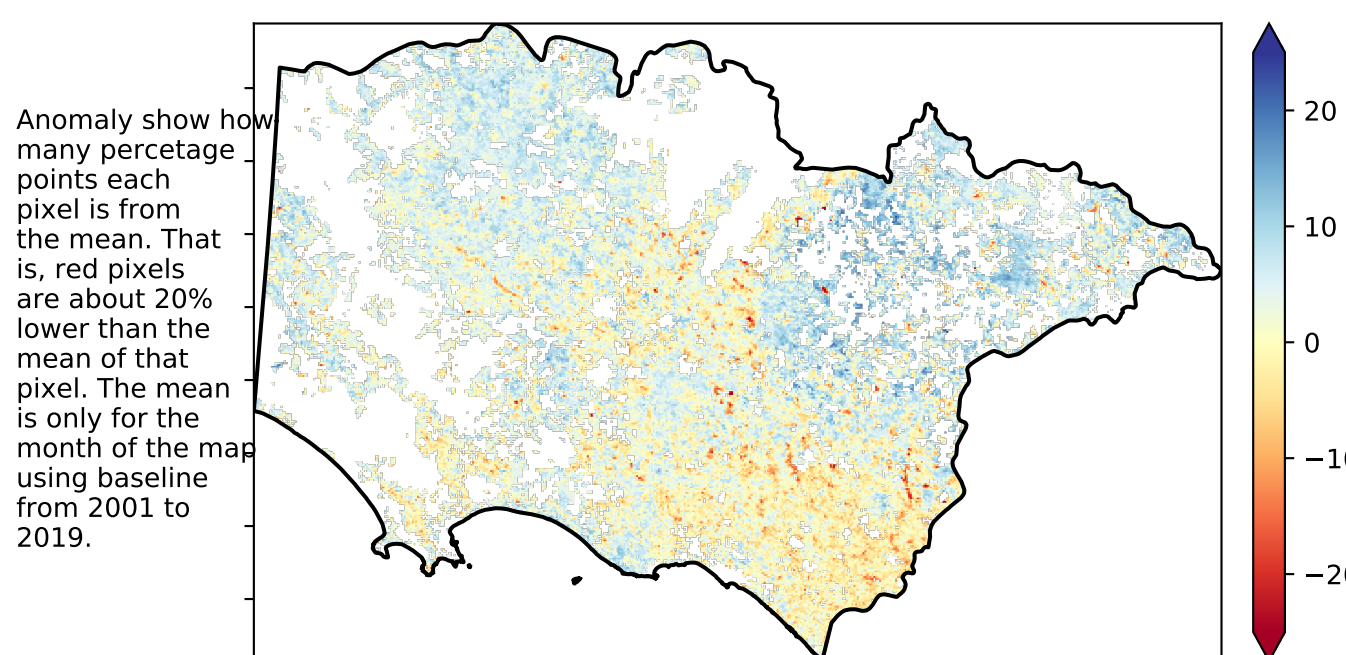 Anomaly show how
many percetage
points each
pixel is from
the mean. That
is, red pixels
are about 20%
lower than the
mean of that
pixel. The mean
is only for the
month of the map
using baseline
from 2001 to
2019.
20
10
0
−10
−20